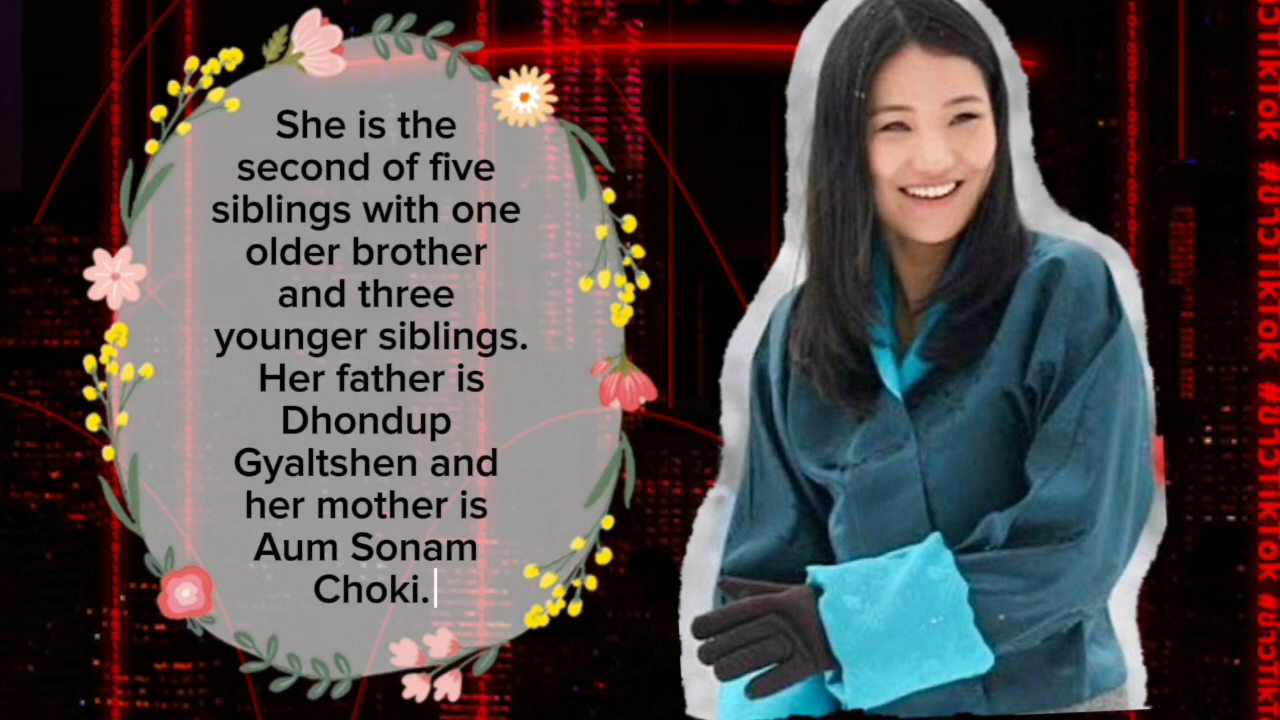 She is the
second of five
siblings with one
older brother
and three
younger siblings.
Her father is
Dhondup
Gyaltshen and
her mother is
Aum Sonam
Choki.